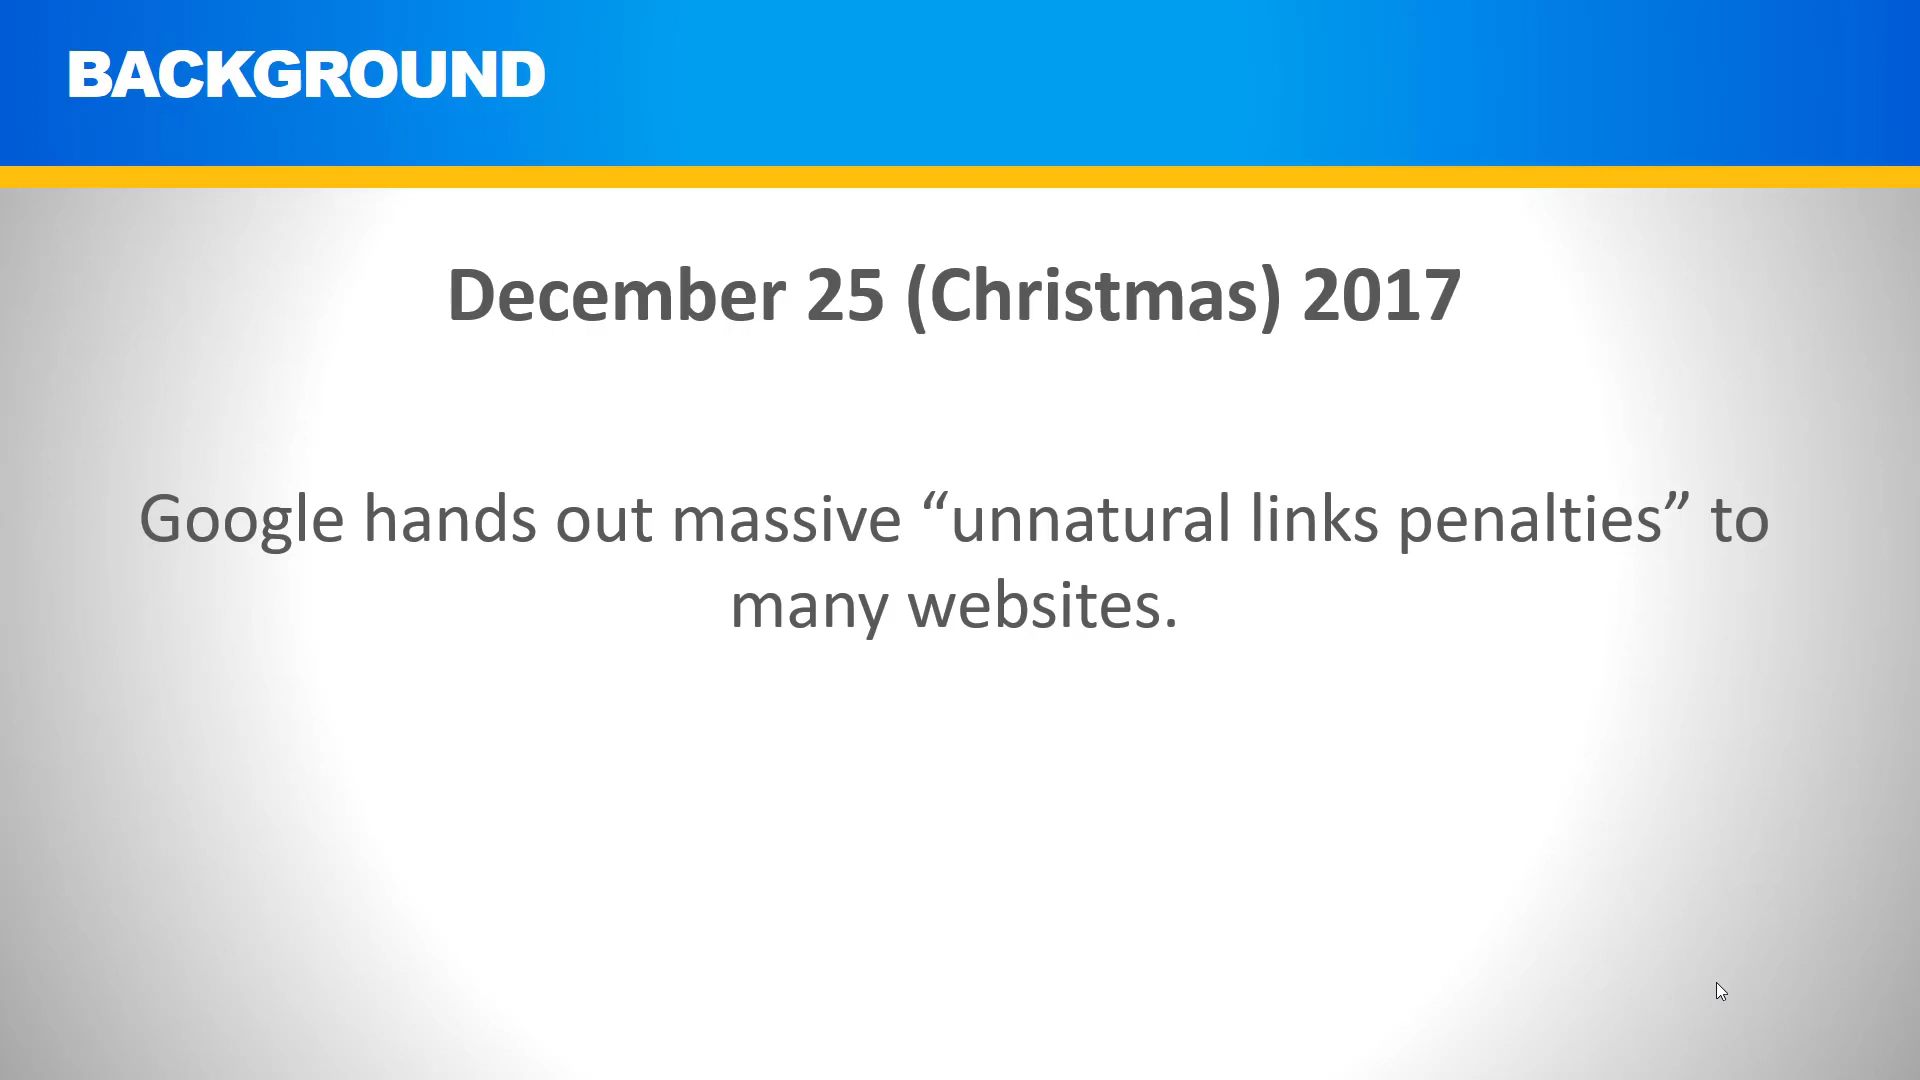 BACKGROUND
December 25 (Christmas) 2017
Google hands out massive “unnatural links penalties” to
many websites.